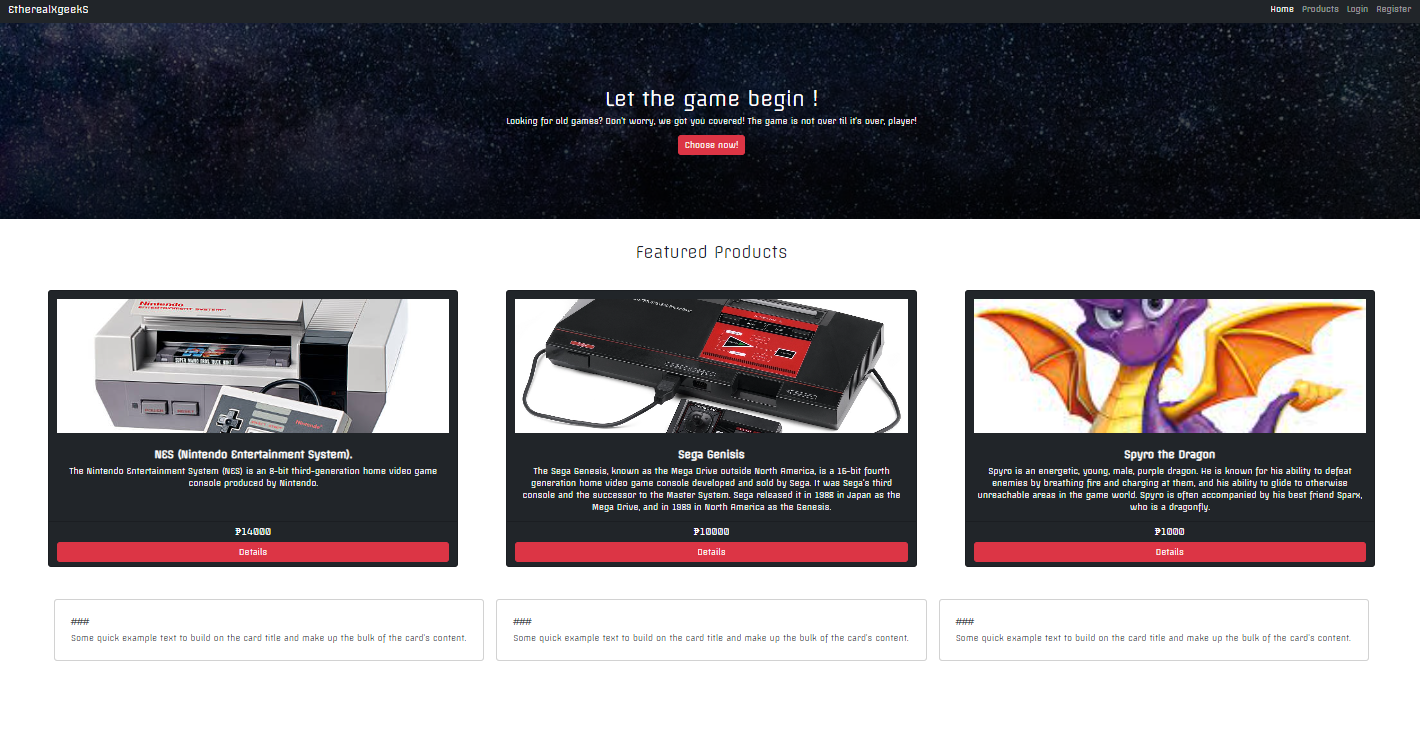 EtherealXgeekS
Home Products Login Register
Let the game begin !
Looking for old games? Don't worry, we got you covered! The game is not over til it's over, player!
Choose now!
Featured Products
Nintendo
ENTERTAINMENT SYSTEM
Nintendo
NES (Nintendo Entertainment System).
The Nintendo Entertainment System (NES) is an 8-bit third-generation home video game
console produced by Nintendo.
₱14000
Details
Sega Genisis
The Sega Genesis, known as the Mega Drive outside North America, is a 16-bit fourth
generation home video game console developed and sold by Sega. It was Sega's third
console and the successor to the Master System. Sega released it in 1988 in Japan as the
Mega Drive, and in 1989 in North America as the Genesis.
₱10000
Details
Spyro the Dragon
Spyro is an energetic, young, male, purple dragon. He is known for his ability to defeat
enemies by breathing fire and charging at them, and his ability to glide to otherwise
unreachable areas in the game world. Spyro is often accompanied by his best friend Sparx,
who is a dragonfly.
₱1000
Details
###
Some quick example text to build on the card title and make up the bulk of the card's content.
###
Some quick example text to build on the card title and make up the bulk of the card's content.
###
Some quick example text to build on the card title and make up the bulk of the card's content.